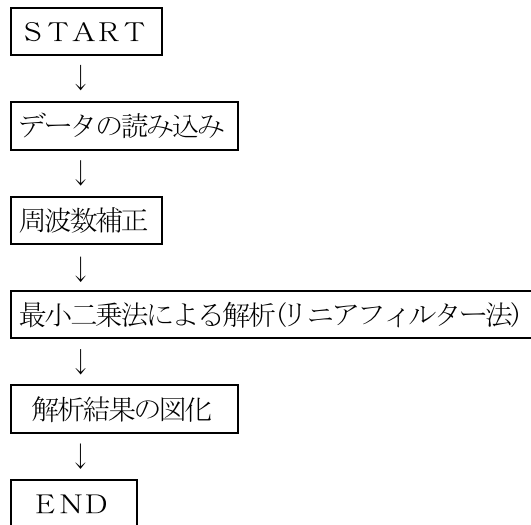 ＳＴＡＲＴ
↓
データの読み込み
↓
周波数補正
↓
最小二乗法による解析(リニアフィルター法)
↓
解析結果の図化
↓
ＥＮＤ